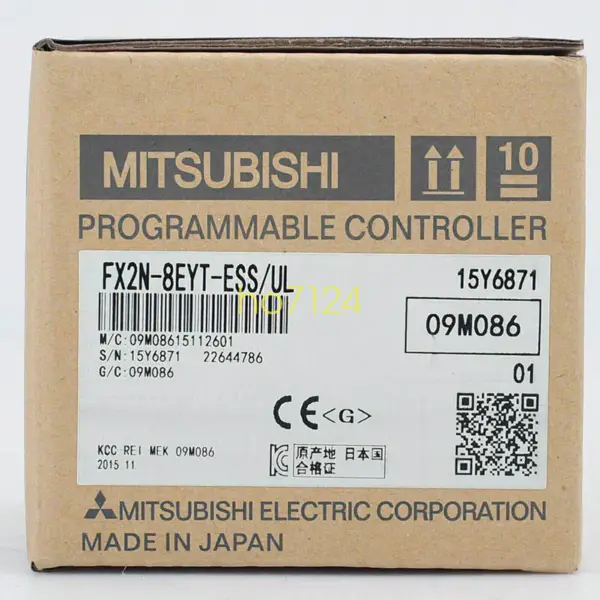 MITSUBISHI
10
PROGRAMMABLE CONTROLLER
FX2N-8EYT-ESS/UL
15Y6871
ho7124
09M086
M/C:09M08615112601
S/N:15Y6871 22644786
G/C:09M086
01
CE <G>
KCC REI MEK 09M086
2015 11
原产地 日本国
合格证
MITSUBISHI ELECTRIC CORPORATION
MADE IN JAPAN